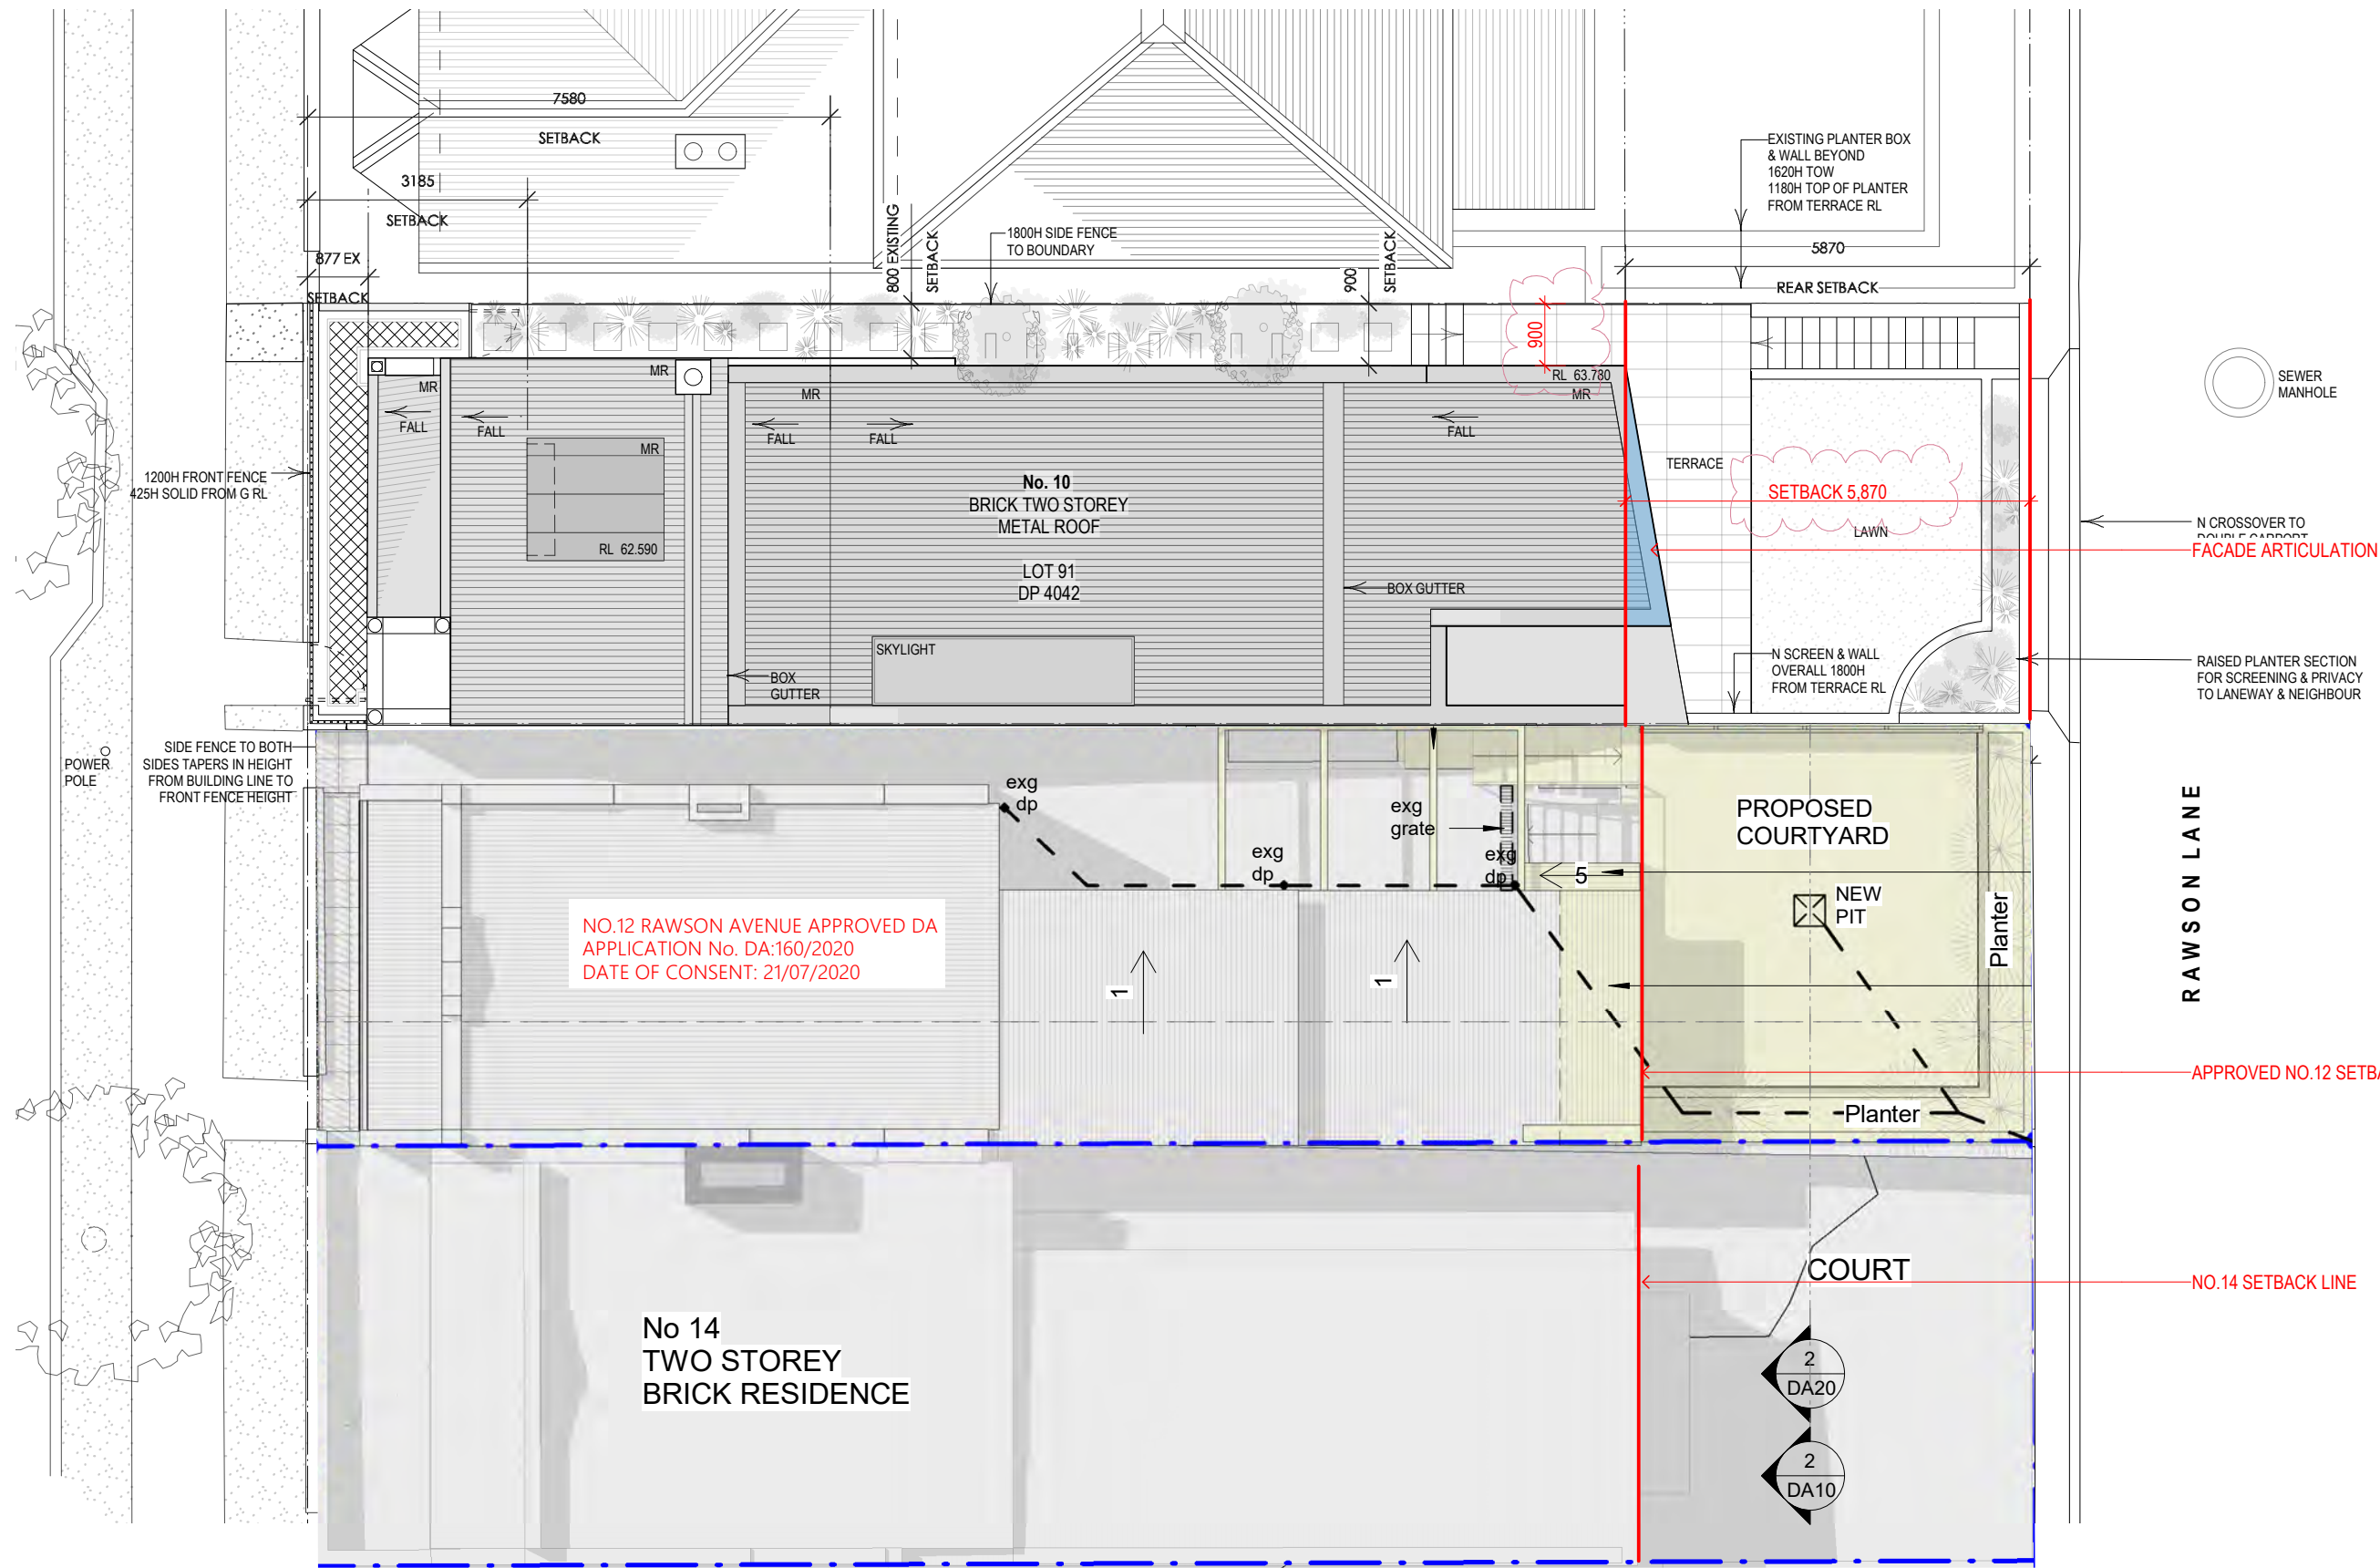 7580
SETBACK
3185
SETBACK
877 EX
SETBACK
800 EXISTING
SETBACK
1800H SIDE FENCE
TO BOUNDARY
900
SETBACK
EXISTING PLANTER BOX
& WALL BEYOND
1620H TOW
1180H TOP OF PLANTER
FROM TERRACE RL
5870
REAR SETBACK
900
RL 63.780
MR
MR
MR
MR
FALL
FALL
FALL
FALL
FALL
MR
RL 62.590
1200H FRONT FENCE
425H SOLID FROM G RL
No. 10
BRICK TWO STOREY
METAL ROOF
LOT 91
DP 4042
BOX GUTTER
SKYLIGHT
BOX
GUTTER
TERRACE
SETBACK 5,870
LAWN
N SCREEN & WALL
OVERALL 1800H
FROM TERRACE RL
SEWER
MANHOLE
N CROSSOVER TO
DOUBLE CARPORT
FACADE ARTICULATION
RAISED PLANTER SECTION
FOR SCREENING & PRIVACY
TO LANEWAY & NEIGHBOUR
POWER
POLE
SIDE FENCE TO BOTH
SIDES TAPERS IN HEIGHT
FROM BUILDING LINE TO
FRONT FENCE HEIGHT
exg
dp
exg
dp
exg
grate
exg
dp
5
PROPOSED
COURTYARD
NEW
PIT
Planter
Planter
RAWSON LANE
NO.12 RAWSON AVENUE APPROVED DA
APPLICATION No. DA:160/2020
DATE OF CONSENT: 21/07/2020
1
1
APPROVED NO.12 SETBA
NO.14 SETBACK LINE
COURT
No 14
TWO STOREY
BRICK RESIDENCE
2
DA20
2
DA10